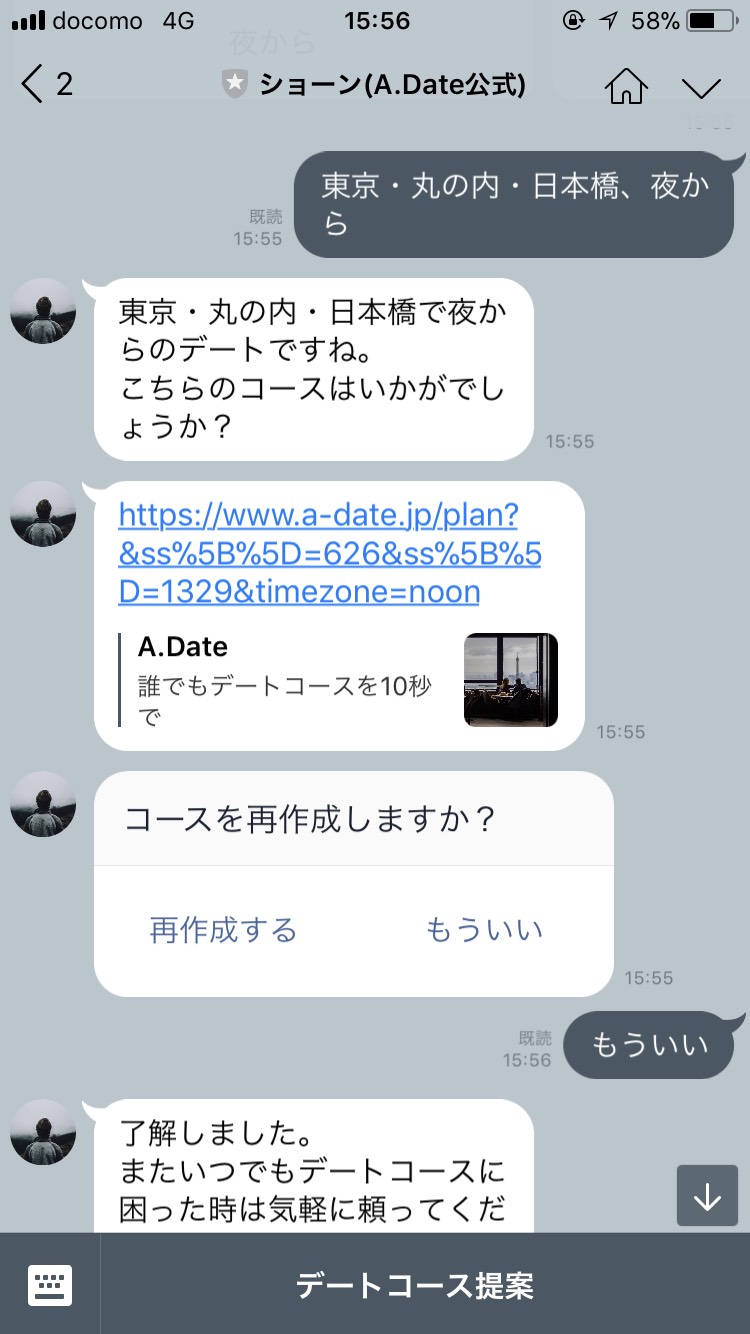 docomo 4G 15:56 58%
夜から
2 ショーン(A.Date公式)
15:55
東京・丸の内・日本橋、夜か
ら
既読
15:55
東京・丸の内・日本橋で夜か
らのデートですね。
こちらのコースはいかがでし
ょうか？
15:55
https://www.a-date.jp/plan?
&ss%5B%5D=626&ss%5B%5
D=1329&timezone=noon
A.Date
誰でもデートコースを10秒
で
15:55
コースを再作成しますか？
再作成する もういい
15:55
もういい
既読
15:56
了解しました。
またいつでもデートコースに
困った時は気軽に頼ってくだ
デートコース提案